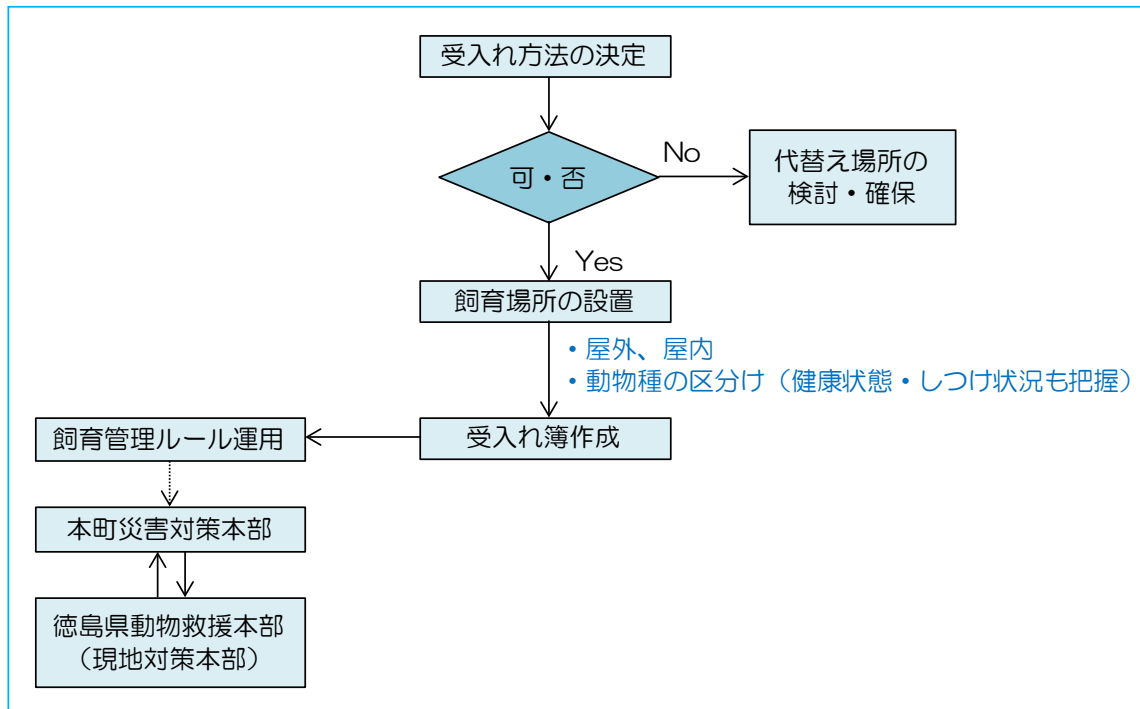 受入れ方法の決定
可・否
No
代替え場所の
検討・確保
Yes
飼育場所の設置
・屋外、屋内
・動物種の区分け（健康状態・しつけ状況も把握）
受入れ簿作成
飼育管理ルール運用
本町災害対策本部
徳島県動物救援本部
（現地対策本部）